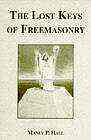 THE LOST KEYS
OF FREEMASONRY
MANLY P. HALL